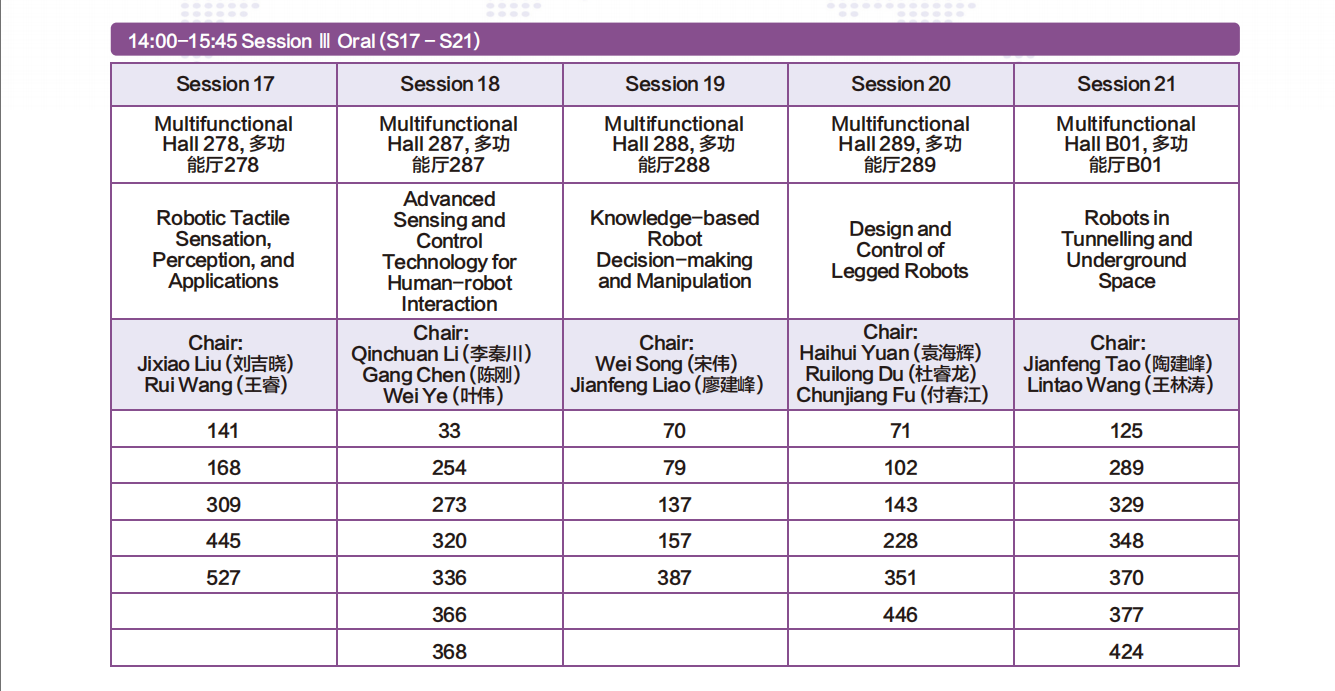 14:00-15:45 Session Ⅲ Oral (S17 - S21)
Session 17
Session 18
Session 19
Session 20
Session 21
Multifunctional
Hall 278, 多功
能厅278
Multifunctional
Hall 287, 多功
能厅287
Multifunctional
Hall 288, 多功
能厅288
Multifunctional
Hall 289, 多功
能厅289
Multifunctional
Hall B01, 多功
能厅B01
Robotic Tactile
Sensation,
Perception, and
Applications
Advanced
Sensing and
Control
Technology for
Human-robot
Interaction
Knowledge-based
Robot
Decision-making
and Manipulation
Design and
Control of
Legged Robots
Robots in
Tunnelling and
Underground
Space
Chair:
Jixiao Liu (刘吉晓)
Rui Wang (王睿)
Chair:
Qinchuan Li (李秦川)
Gang Chen (陈刚)
Wei Ye (叶伟)
Chair:
Wei Song (宋伟)
Jianfeng Liao (廖建峰)
Chair:
Haihui Yuan (袁海辉)
Ruilong Du (杜睿龙)
Chunjiang Fu (付春江)
Chair:
Jianfeng Tao (陶建峰)
Lintao Wang (王林涛)
141
33
70
71
125
168
254
79
102
289
309
273
137
143
329
445
320
157
228
348
527
336
387
351
370
366
446
377
368
424